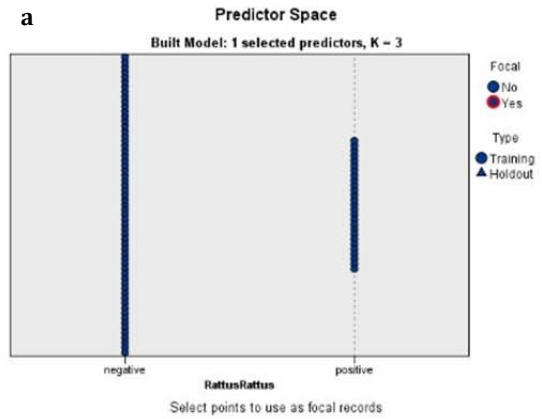 a
Predictor Space
Built Model: 1 selected predictors, K = 3
Focal
No
Yes
Type
Training
Holdout
negative
positive
RattusRattus
Select points to use as focal records